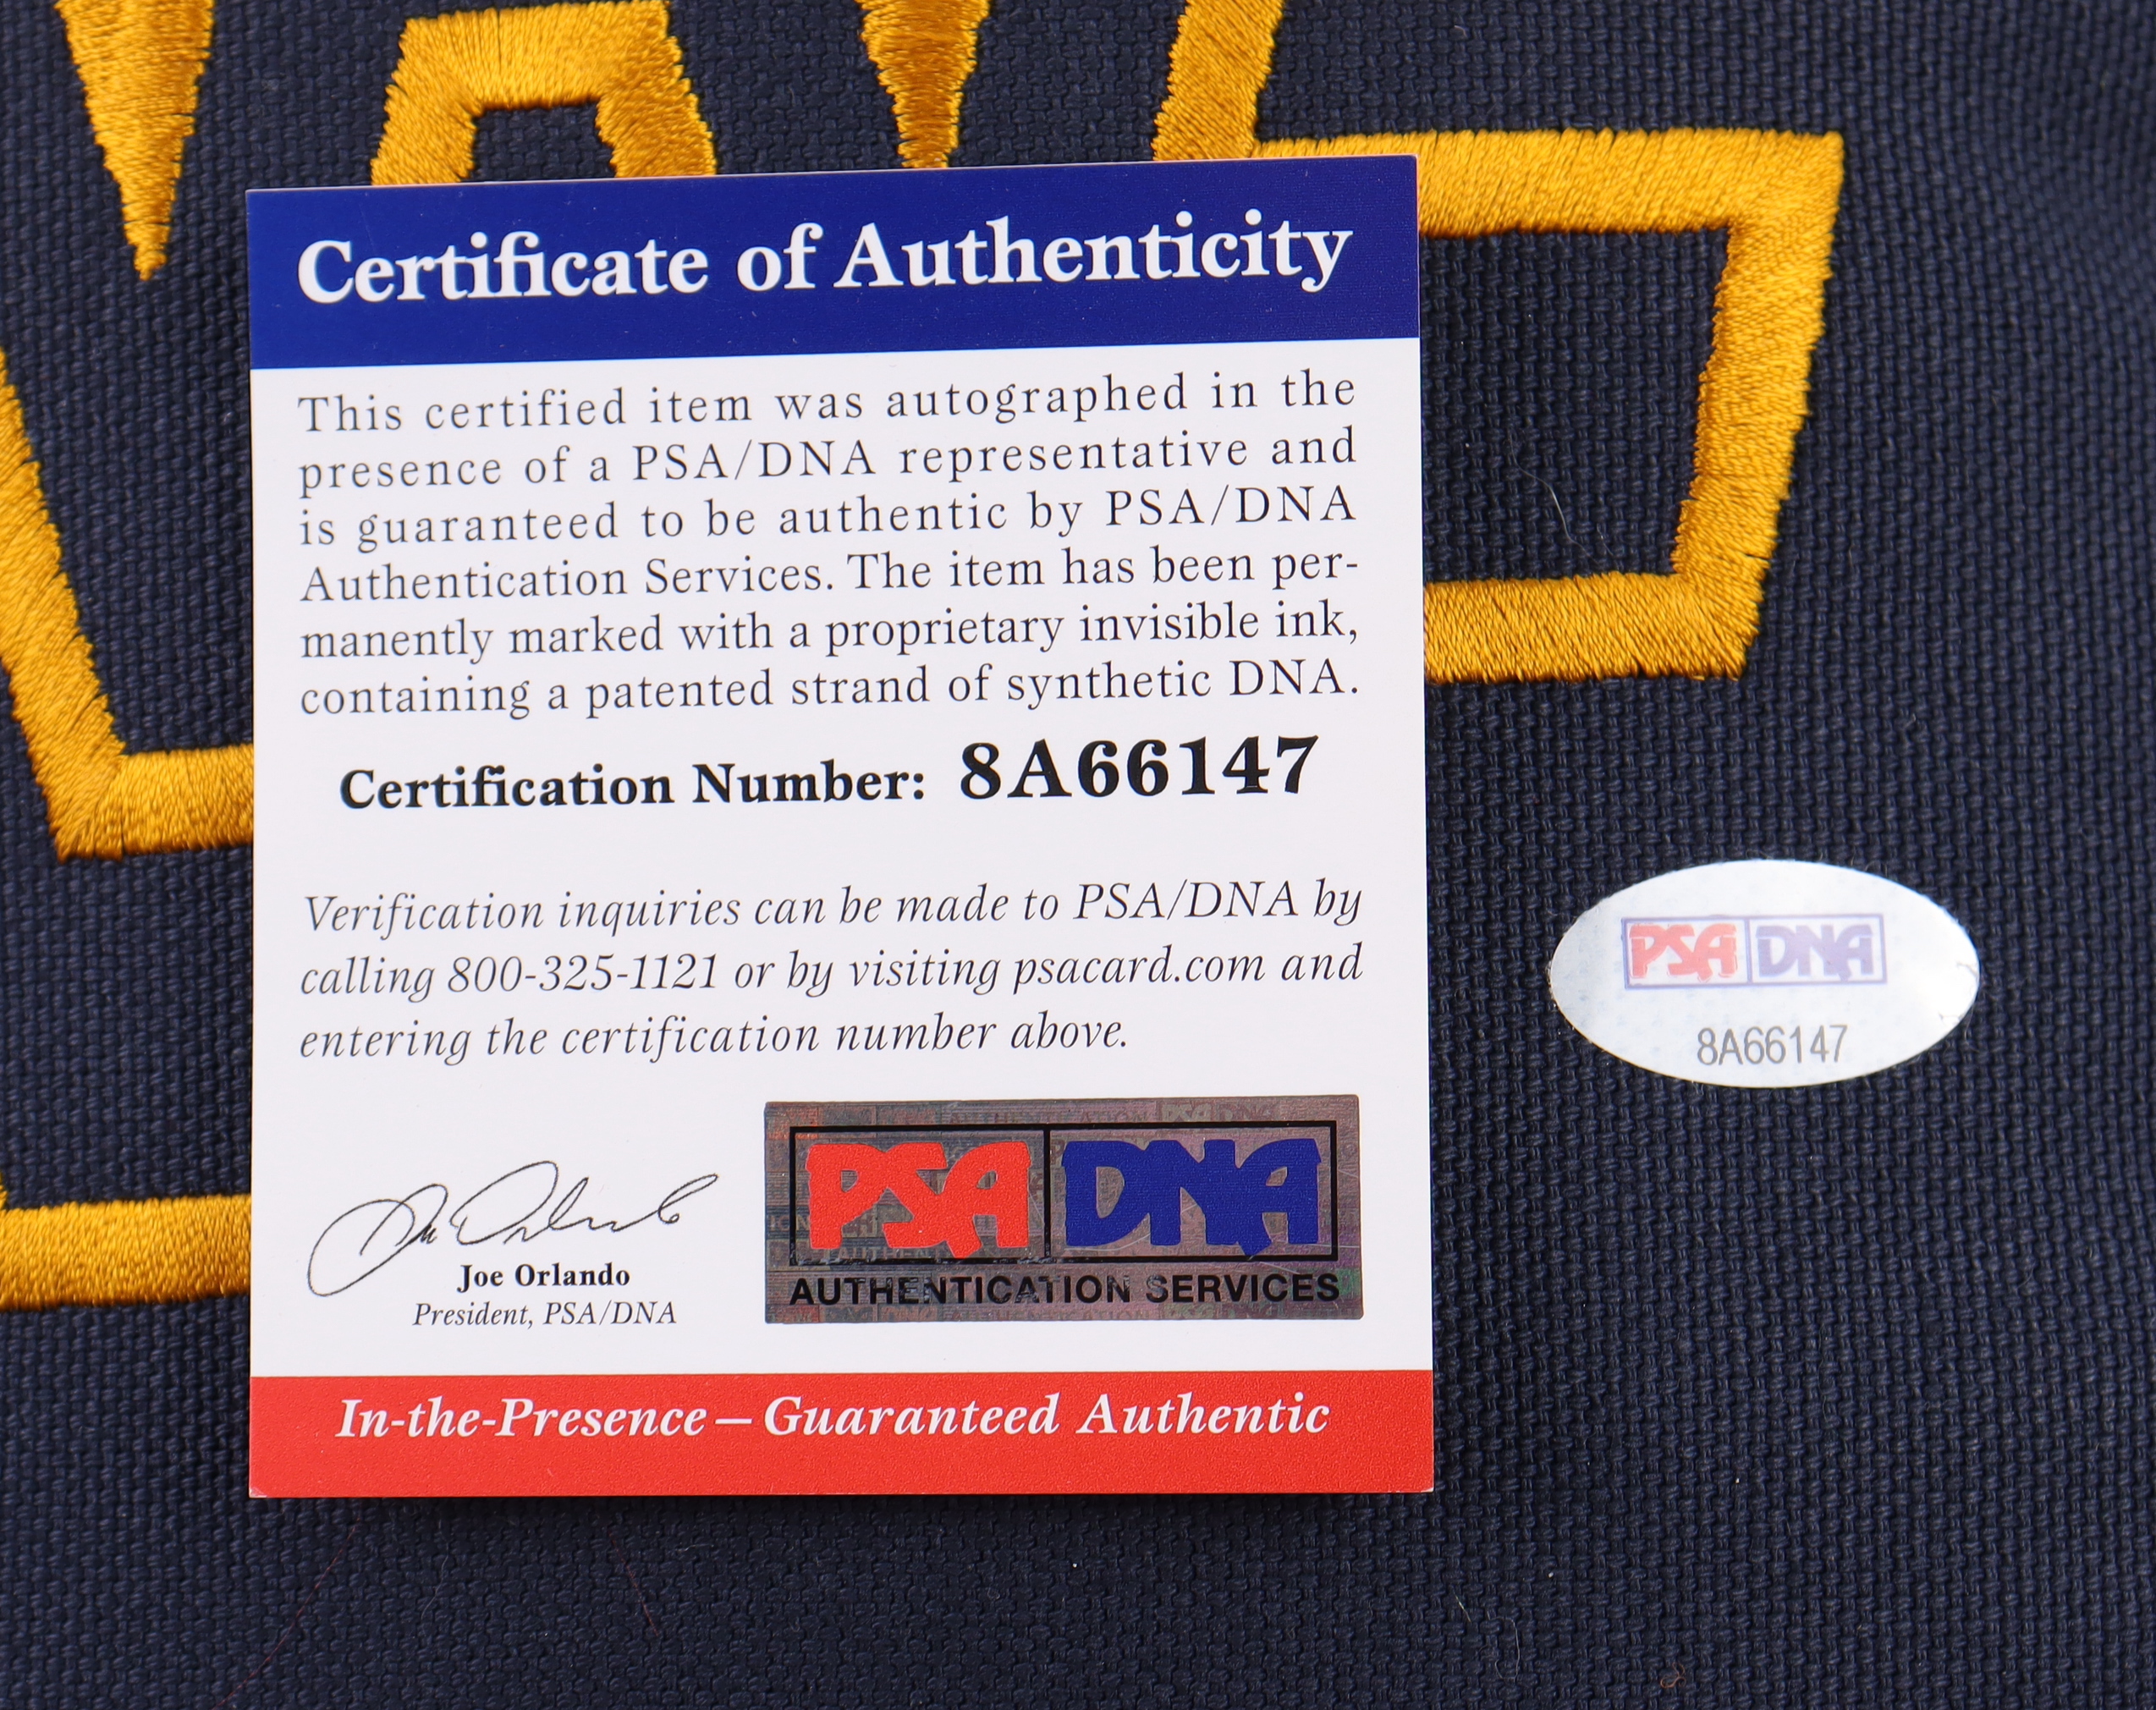 Certificate of Authenticity
This certified item was autographed in the
presence of a PSA/DNA representative and
is guaranteed to be authentic by PSA/DNA
Authentication Services. The item has been per-
manently marked with a proprietary invisible ink,
containing a patented strand of synthetic DNA.
Certification Number: 8A66147
Verification inquiries can be made to PSA/DNA by
calling 800-325-1121 or by visiting psacard.com and
entering the certification number above.
Joe Orlando
President, PSA/DNA
PSA DNA
AUTHENTICATION SERVICES
In-the-Presence – Guaranteed Authentic
PSA DNA
8A66147